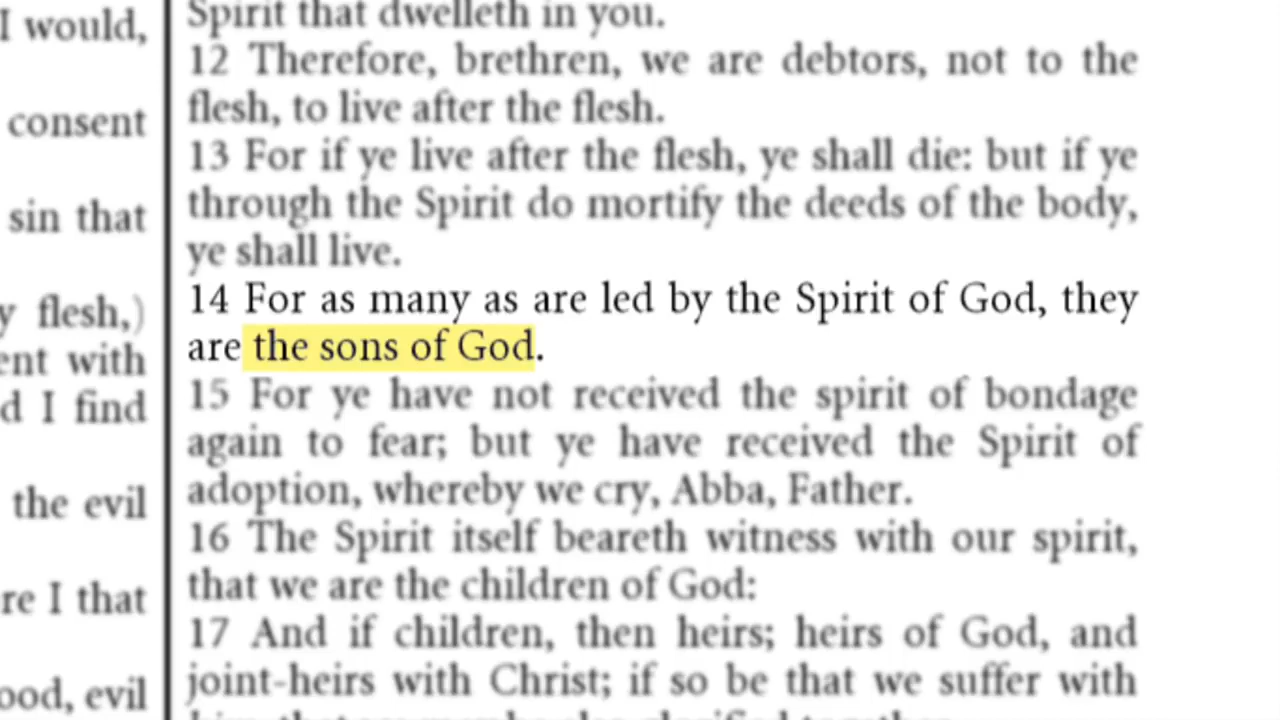 I would,
consent
sin that
y flesh,)
ent with
d I find
the evil
re I that
ood, evil
Spirit that dwelleth in you.
12 Therefore, brethren, we are debtors, not to the
flesh, to live after the flesh.
13 For if ye live after the flesh, ye shall die: but if ye
through the Spirit do mortify the deeds of the body,
ye shall live.
14 For as many as are led by the Spirit of God, they
are the sons of God.
15 For ye have not received the spirit of bondage
again to fear; but ye have received the Spirit of
adoption, whereby we cry, Abba, Father.
16 The Spirit itself beareth witness with our spirit,
that we are the children of God:
17 And if children, then heirs; heirs of God, and
joint-heirs with Christ; if so be that we suffer with